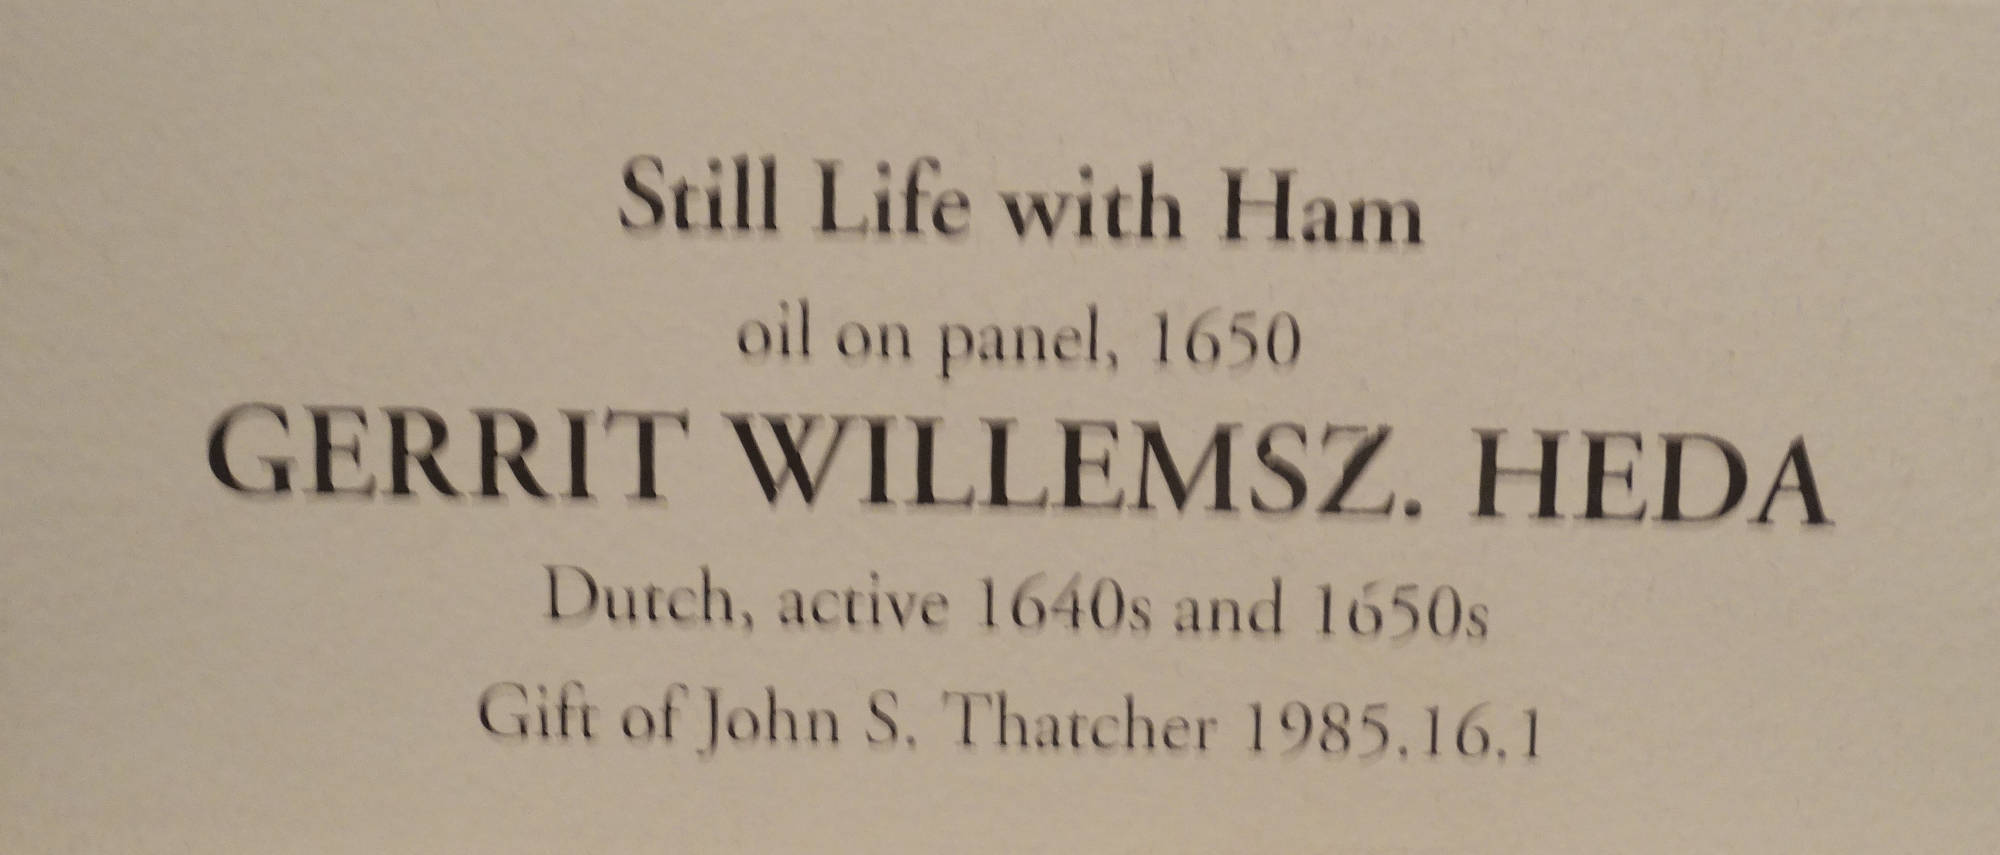 Still Life with Ham
oil on panel, 1650
GERRIT WILLEMSZ. HEDA
Dutch, active 1640s and 1650s
Gift of John S. Thatcher 1985.16.1